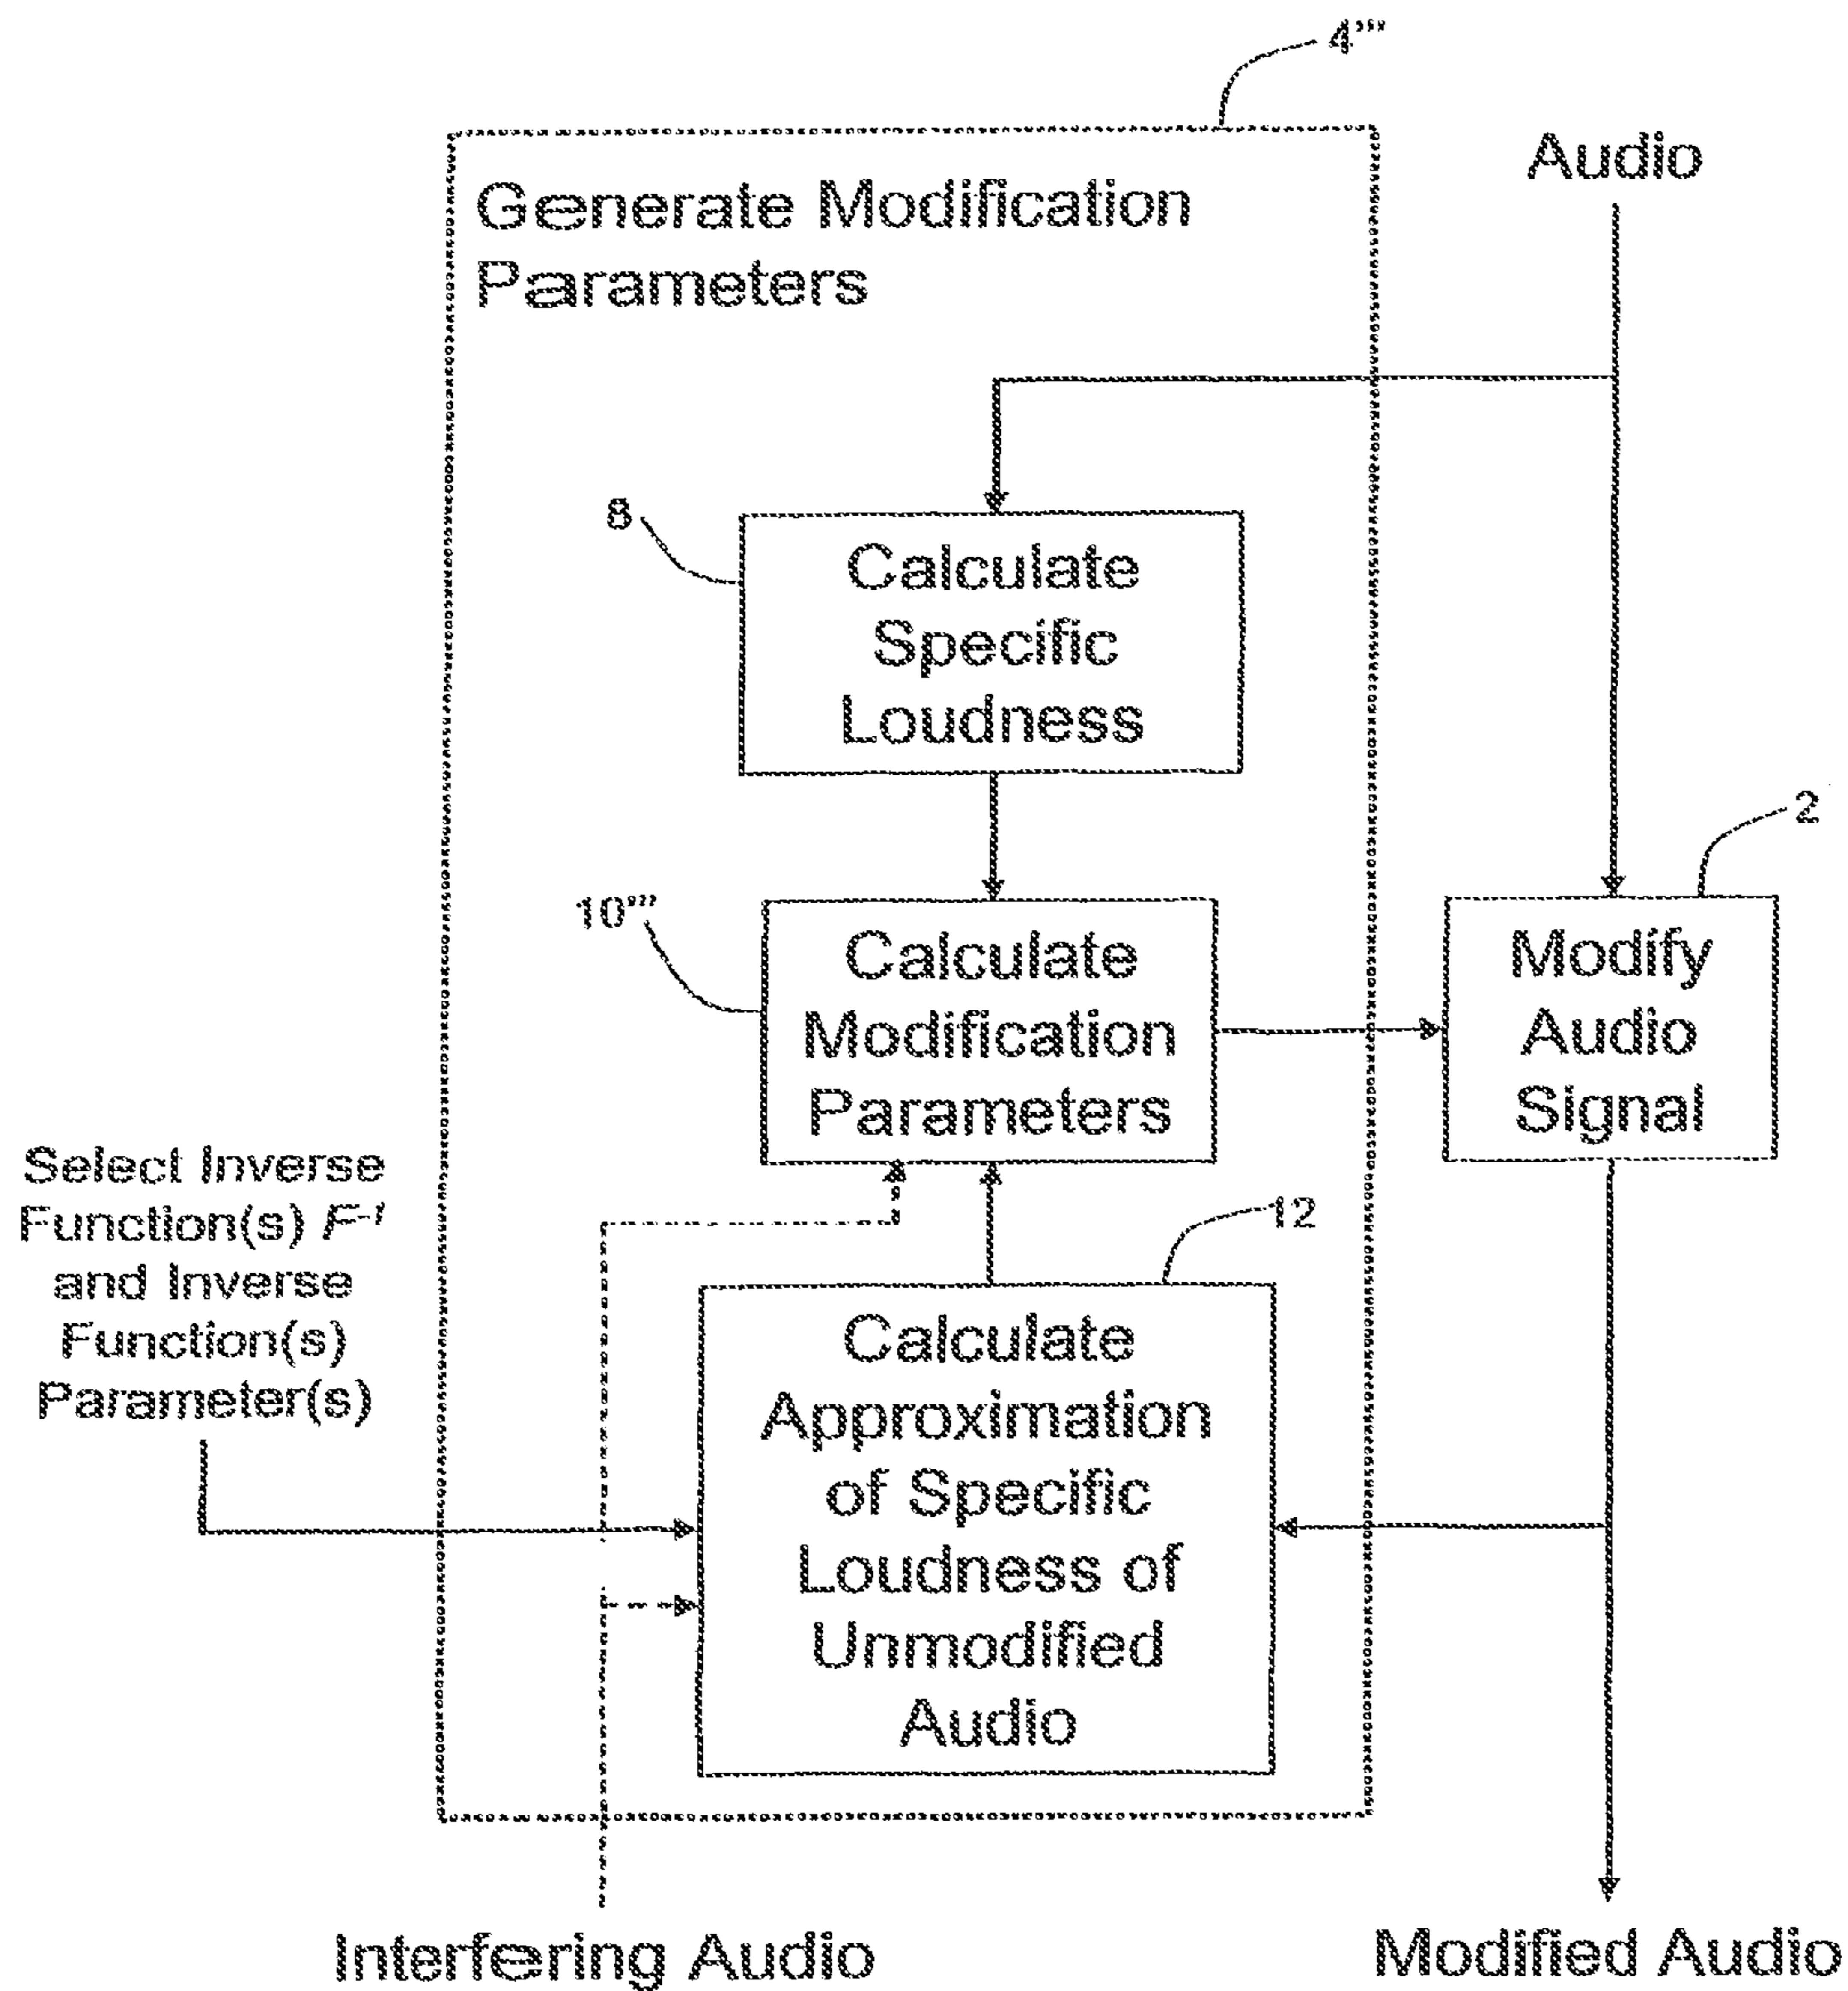 4''''
Audio
Generate Modification
Parameters
8
Calculate
Specific
Loudness
2
10''''
Calculate
Modification
Parameters
Modify
Audio
Signal
Select Inverse
Function(s) F⁻¹
and Inverse
Function(s)
Parameter(s)
12
Calculate
Approximation
of Specific
Loudness of
Unmodified
Audio
Interfering Audio
Modified Audio